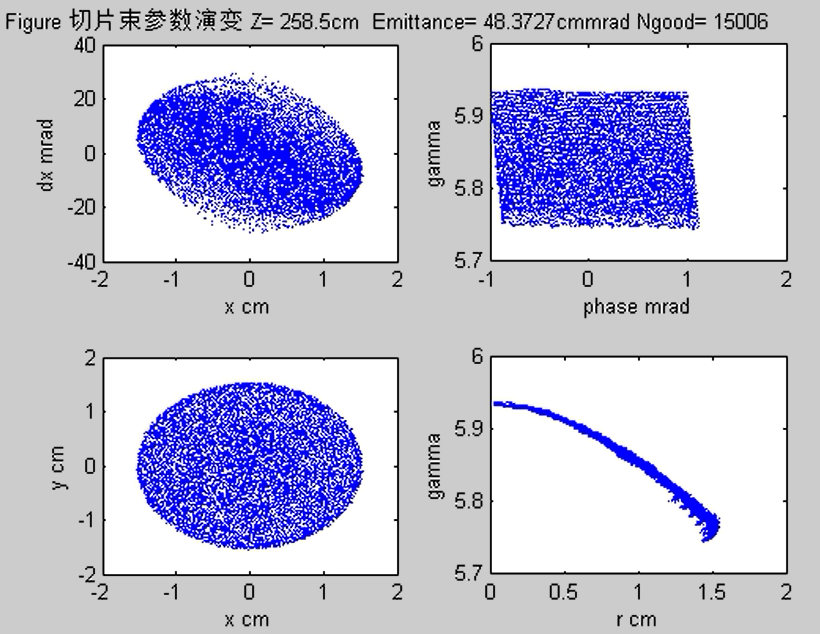 Figure 切片束参数演变 Z= 258.5cm  Emittance= 48.3727cmmrad Ngood= 15006
40
20
0
-20
-40
dx mrad
-2 -1 0 1 2
x cm
6
5.9
5.8
5.7
gamma
-1 0 1 2
phase mrad
2
1
0
-1
-2
y cm
-2 -1 0 1 2
x cm
6
5.9
5.8
5.7
gamma
0 0.5 1 1.5 2
r cm